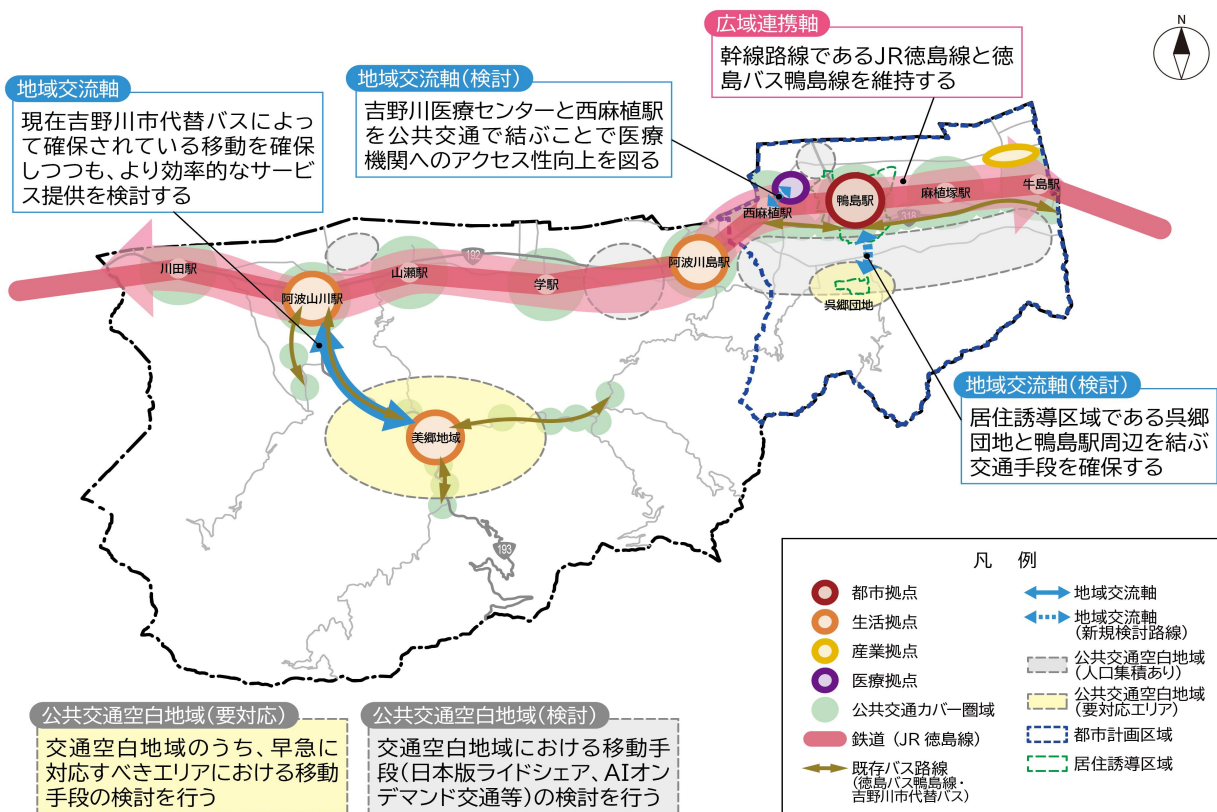 広域連携軸
幹線路線であるJR徳島線と徳
島バス鴨島線を維持する
N
地域交流軸
現在吉野川市代替バスによっ
て確保されている移動を確保
しつつも、より効率的なサービ
ス提供を検討する
地域交流軸(検討)
吉野川医療センターと西麻植駅
を公共交通で結ぶことで医療
機関へのアクセス性向上を図る
牛島駅
麻植塚駅
鴨島駅
西麻植駅
318
阿波川島駅
192
川田駅
山瀬駅
学駅
阿波山川駅
呉郷団地
美郷地域
193
地域交流軸(検討)
居住誘導区域である呉郷
団地と鴨島駅周辺を結ぶ
交通手段を確保する
公共交通空白地域(要対応)
交通空白地域のうち、早急に
対応すべきエリアにおける移動
手段の検討を行う
公共交通空白地域(検討)
交通空白地域における移動手
段(日本版ライドシェア、AIオン
デマンド交通等)の検討を行う
凡 例
都市拠点
生活拠点
産業拠点
医療拠点
公共交通カバー圏域
鉄道（JR 徳島線）
既存バス路線
(徳島バス鴨島線・
吉野川市代替バス)
地域交流軸
地域交流軸
(新規検討路線)
公共交通空白地域
(人口集積あり)
公共交通空白地域
(要対応エリア)
都市計画区域
居住誘導区域